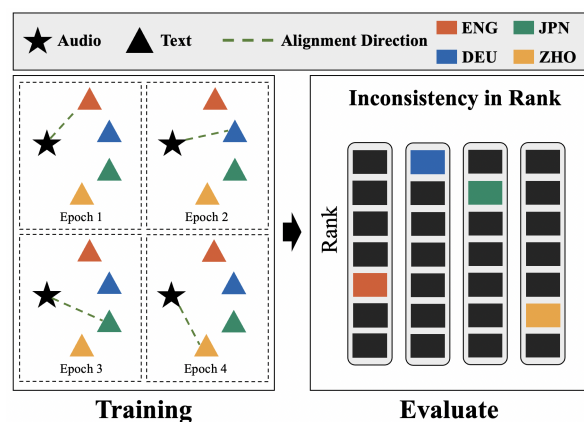 Audio
Text
Alignment Direction
ENG
JPN
DEU
ZHO
Epoch 1
Epoch 2
Epoch 3
Epoch 4
Training
Inconsistency in Rank
Rank
Evaluate